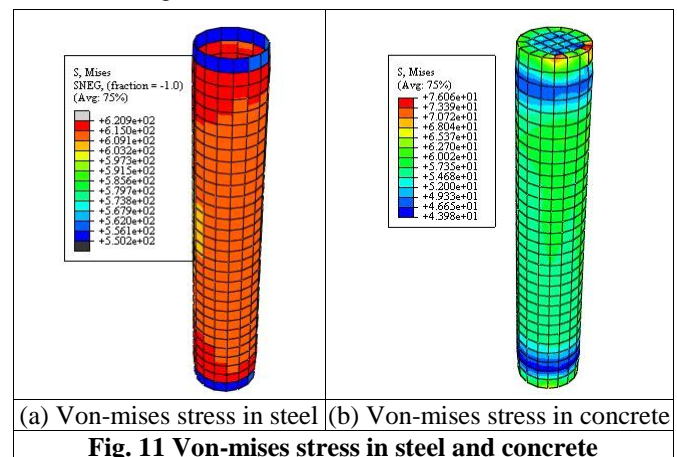 S, Mises
SNEG, (fraction = -1.0)
(Avg: 75%)
+6.209e+02
+6.150e+02
+6.091e+02
+6.032e+02
+5.973e+02
+5.915e+02
+5.856e+02
+5.797e+02
+5.738e+02
+5.679e+02
+5.620e+02
+5.561e+02
+5.502e+02
S, Mises
(Avg: 75%)
+7.606e+01
+7.339e+01
+7.072e+01
+6.804e+01
+6.537e+01
+6.270e+01
+6.002e+01
+5.735e+01
+5.468e+01
+5.200e+01
+4.933e+01
+4.665e+01
+4.398e+01
(a) Von-mises stress in steel
(b) Von-mises stress in concrete
Fig. 11 Von-mises stress in steel and concrete